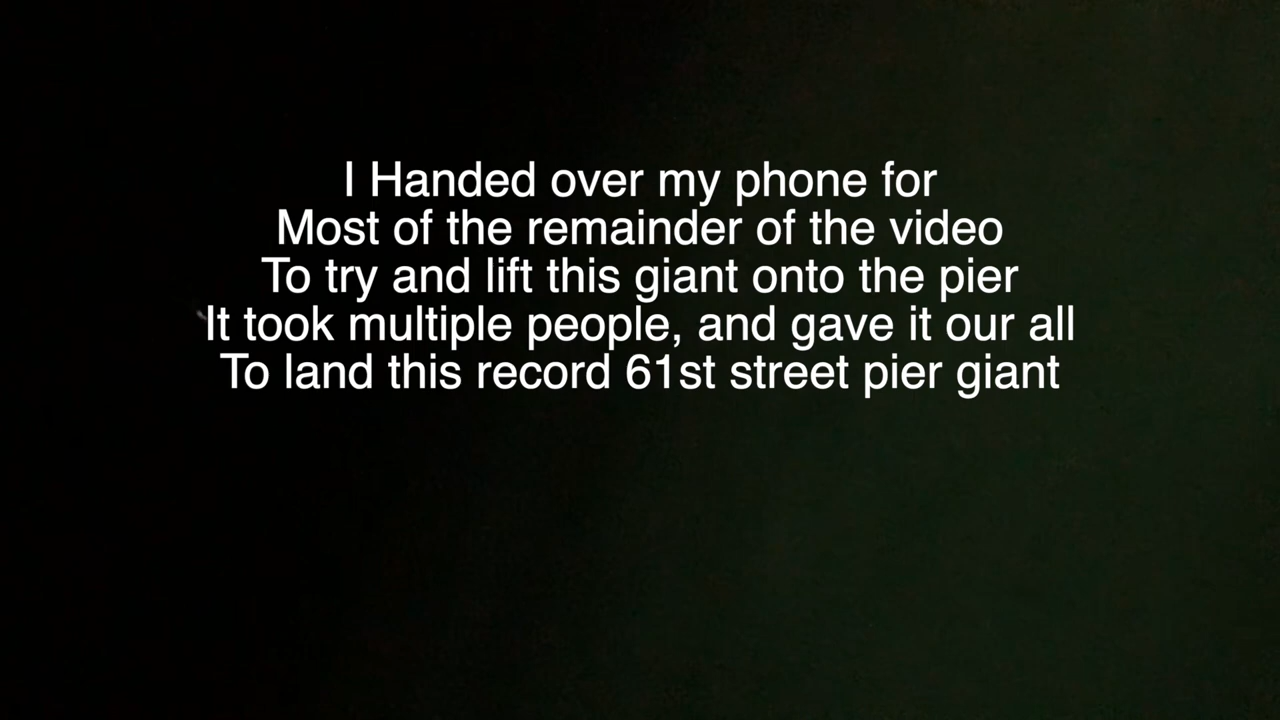 I Handed over my phone for
Most of the remainder of the video
To try and lift this giant onto the pier
It took multiple people, and gave it our all
To land this record 61st street pier giant